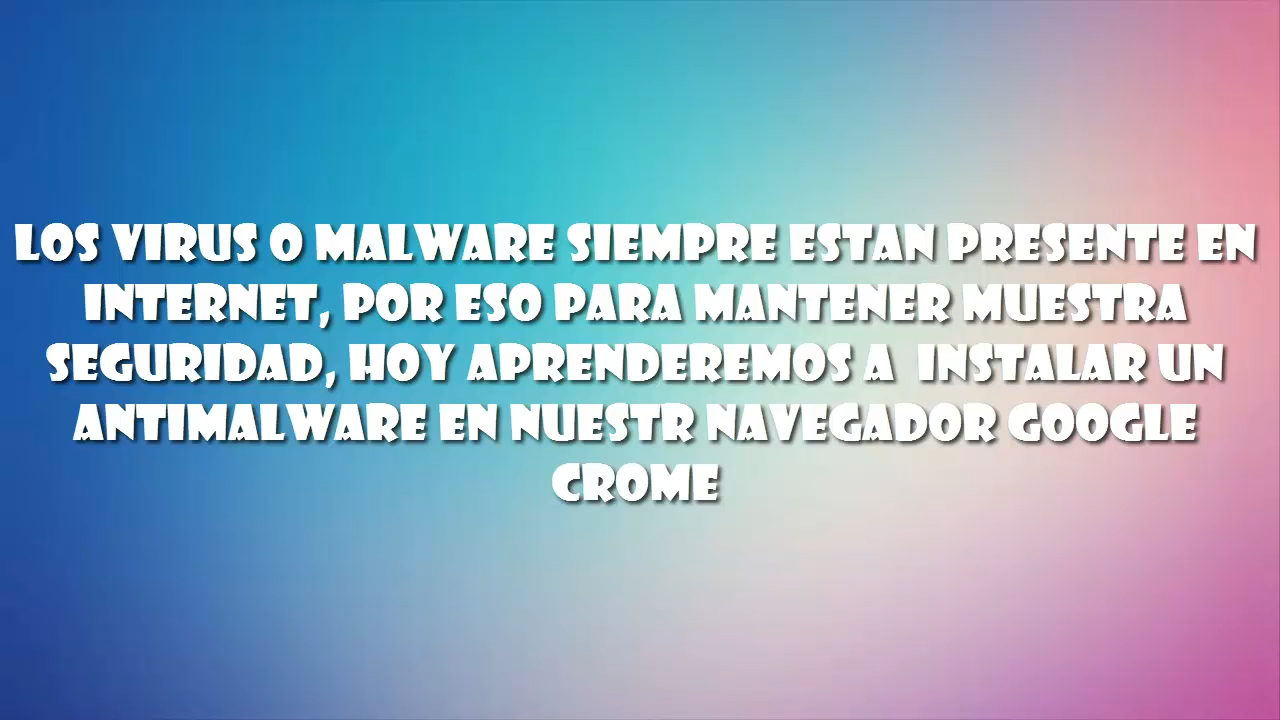 LOS VIRUS O MALWARE SIEMPRE ESTAN PRESENTE EN
INTERNET, POR ESO PARA MANTENER MUESTRA
SEGURIDAD, HOY APRENDEREMOS A  INSTALAR UN
ANTIMALWARE EN NUESTR NAVEGADOR GOOGLE
CROME